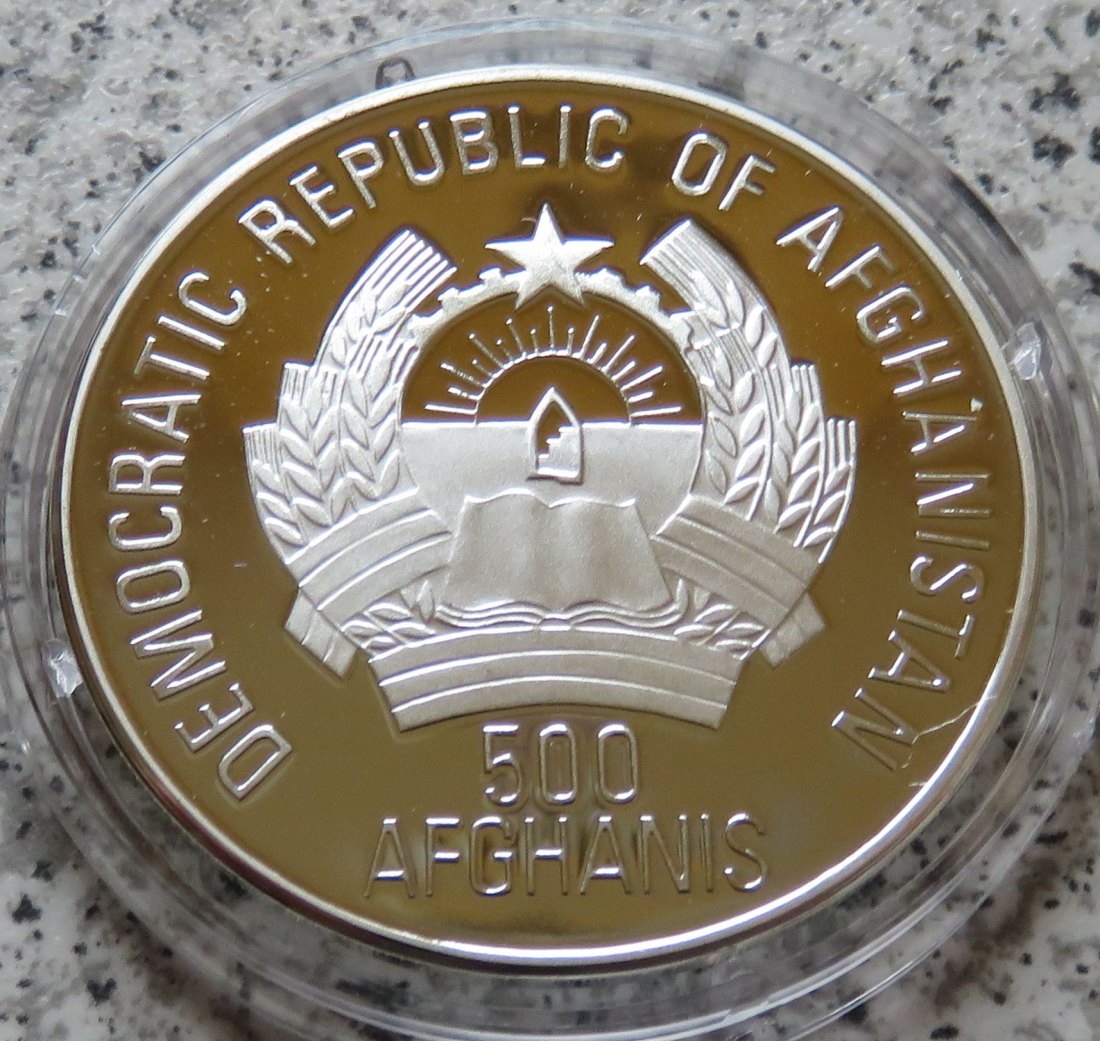 DEMOCRATIC REPUBLIC OF AFGHANISTAN
500
AFGHANIS